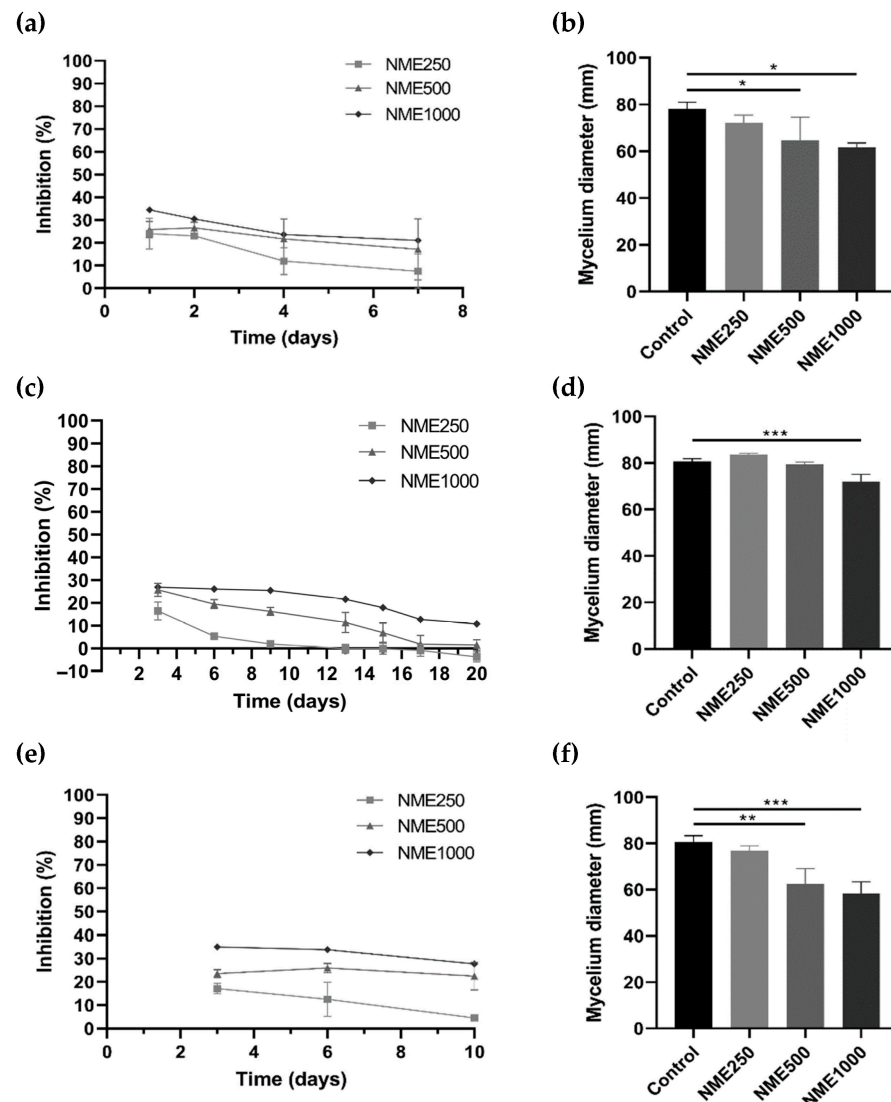 (a)
NME250
NME500
NME1000
Inhibition (%)
100
90
80
70
60
50
40
30
20
10
0
0 2 4 6 8
Time (days)
(b)
Mycelium diameter (mm)
100
80
60
40
20
0
*
*
Control
NME250
NME500
NME1000
(c)
NME250
NME500
NME1000
Inhibition (%)
100
90
80
70
60
50
40
30
20
10
0
–10
2 4 6 8 10 12 14 16 18 20
Time (days)
(d)
Mycelium diameter (mm)
100
80
60
40
20
0
***
Control
NME250
NME500
NME1000
(e)
NME250
NME500
NME1000
Inhibition (%)
100
90
80
70
60
50
40
30
20
10
0
0 2 4 6 8 10
Time (days)
(f)
Mycelium diameter (mm)
100
80
60
40
20
0
***
**
Control
NME250
NME500
NME1000